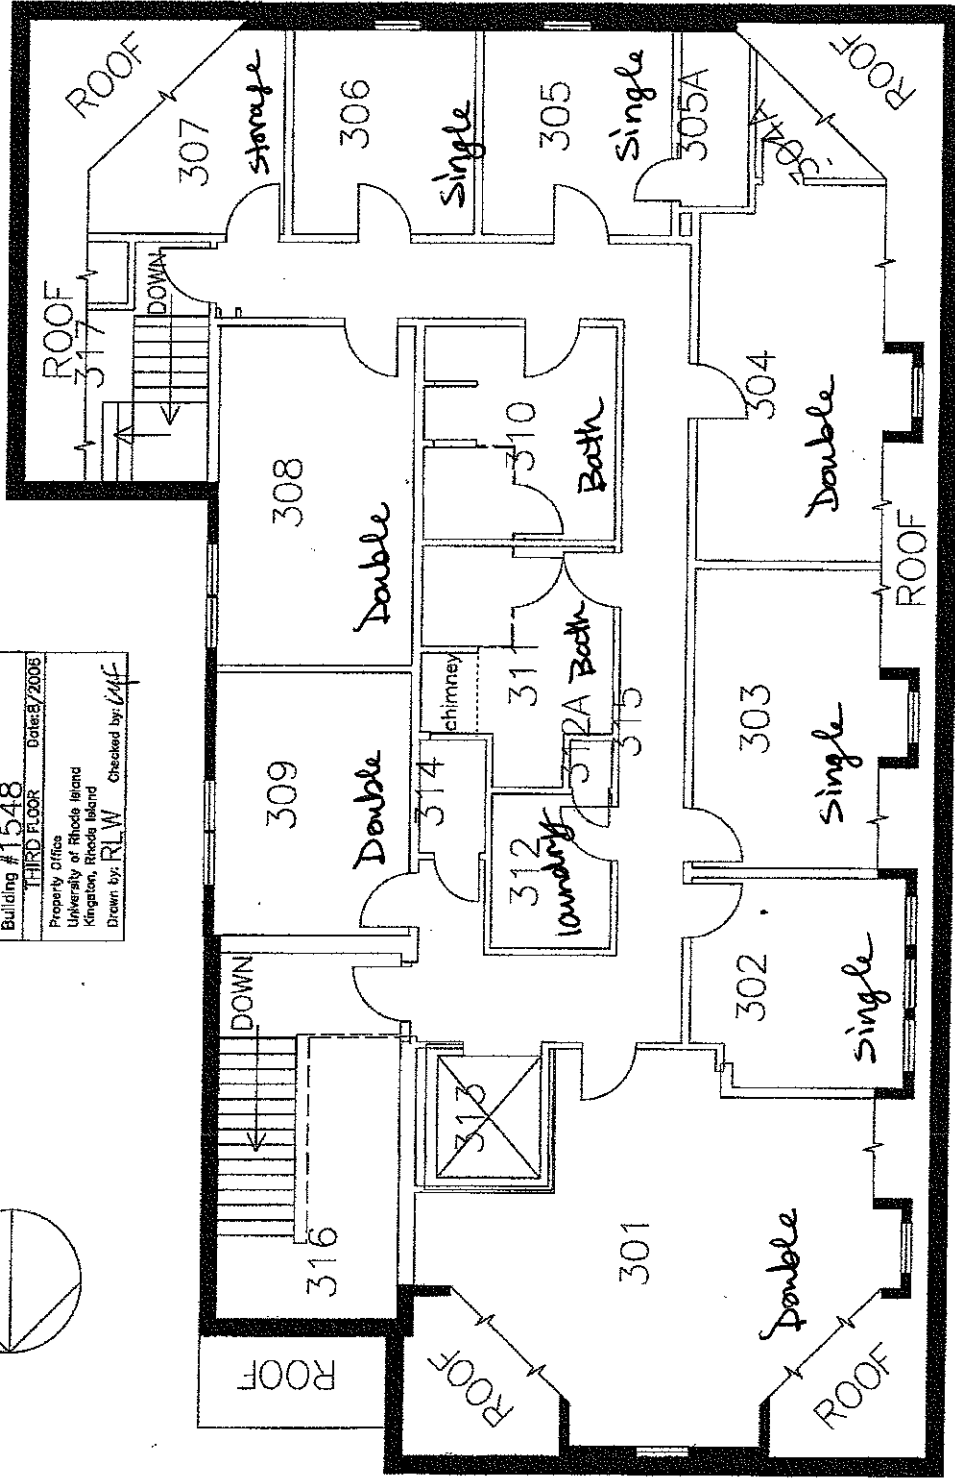 Building #1548
THIRD FLOOR Date: 8/2006
Property Office
University of Rhode Island
Kingston, Rhode Island
Drawn by: RLW Checked by:
ROOF
307
storage
306
Single
305
Single
305A
ROOF
304A
ROOF
317
DOWN
308
Double
310
Bath
304
Double
ROOF
309
Double
chimney
311
Bath
314
312A
315
312
laundry
303
Single
302
Single
DOWN
316
313
301
Double
ROOF
ROOF
ROOF